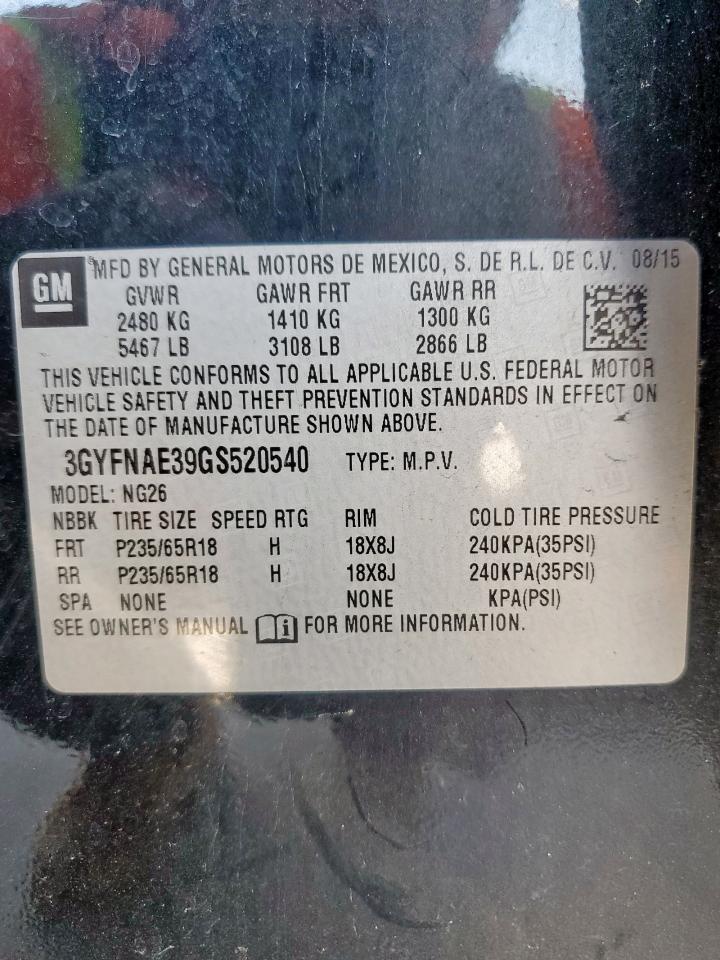 GM ® MFD BY GENERAL MOTORS DE MEXICO, S. DE R.L. DE C.V. 08/15
GVWR GAWR FRT GAWR RR
2480 KG 1410 KG 1300 KG
5467 LB 3108 LB 2866 LB
THIS VEHICLE CONFORMS TO ALL APPLICABLE U.S. FEDERAL MOTOR
VEHICLE SAFETY AND THEFT PREVENTION STANDARDS IN EFFECT ON
THE DATE OF MANUFACTURE SHOWN ABOVE.
3GYFNAE39GS520540 TYPE: M.P.V.
MODEL: NG26
NBBK TIRE SIZE SPEED RTG RIM COLD TIRE PRESSURE
FRT P235/65R18 H 18X8J 240KPA(35PSI)
RR P235/65R18 H 18X8J 240KPA(35PSI)
SPA NONE NONE KPA(PSI)
SEE OWNER'S MANUAL i FOR MORE INFORMATION.